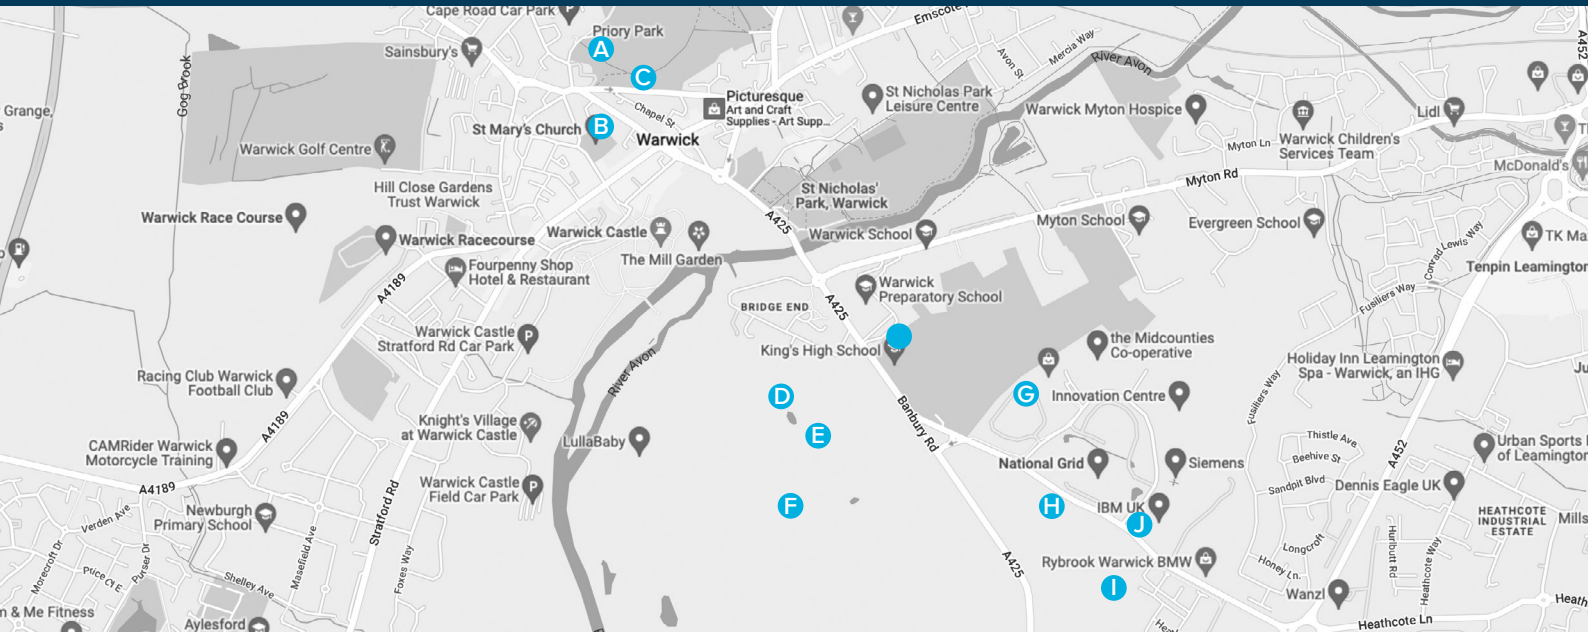 Cape Road Car Park
Priory Park
A
Sainsbury's
C
Emscote
Avon St
Mercia Way
River Avon
A452
Gog Brook
Grange,
Picturesque
Art and Craft
Supplies - Art Supp...
St Nicholas Park
Leisure Centre
Warwick Myton Hospice
Lidl
Chapel St
St Mary's Church
B
Warwick
Warwick Golf Centre
Warwick Children's
Services Team
Myton Ln
McDonald's
Myton Rd
Hill Close Gardens
Trust Warwick
St Nicholas'
Park, Warwick
Warwick Race Course
A425
Warwick Castle
Warwick School
Myton School
Evergreen School
Warwick Racecourse
The Mill Garden
TK Ma
Conrad Lewis Way
Tenpin Leamington
Fourpenny Shop
Hotel & Restaurant
A4189
Warwick
Preparatory School
BRIDGE END
A425
Fusiliers Way
Warwick Castle
Stratford Rd Car Park
King's High School
the Midcounties
Co-operative
River Avon
Holiday Inn Leamington
Spa - Warwick, an IHG
Ju
Racing Club Warwick
Football Club
D
G
Innovation Centre
Fusiliers Way
Banbury Rd
Knight's Village
at Warwick Castle
A4189
E
LullaBaby
CAMRider Warwick
Motorcycle Training
Thistle Ave
Beehive St
A452
Urban Sports
of Leamington
National Grid
Siemens
Sandpit Blvd
Dennis Eagle UK
A4189
Warwick Castle
Field Car Park
F
H
IBM UK
J
Newburgh
Primary School
Verden Ave
Stratford Rd
HEATHCOTE
INDUSTRIAL
ESTATE
Mills
Longcroft
Hurlbutt Rd
Heathcote Way
Morecroft Dr
Purser Dr
Price Ct E
Masefield Ave
Shelley Ave
Foxes Way
A425
Rybrook Warwick BMW
I
Honey Ln.
Wanzl
m & Me Fitness
Aylesford
Heathcote Ln
Heath